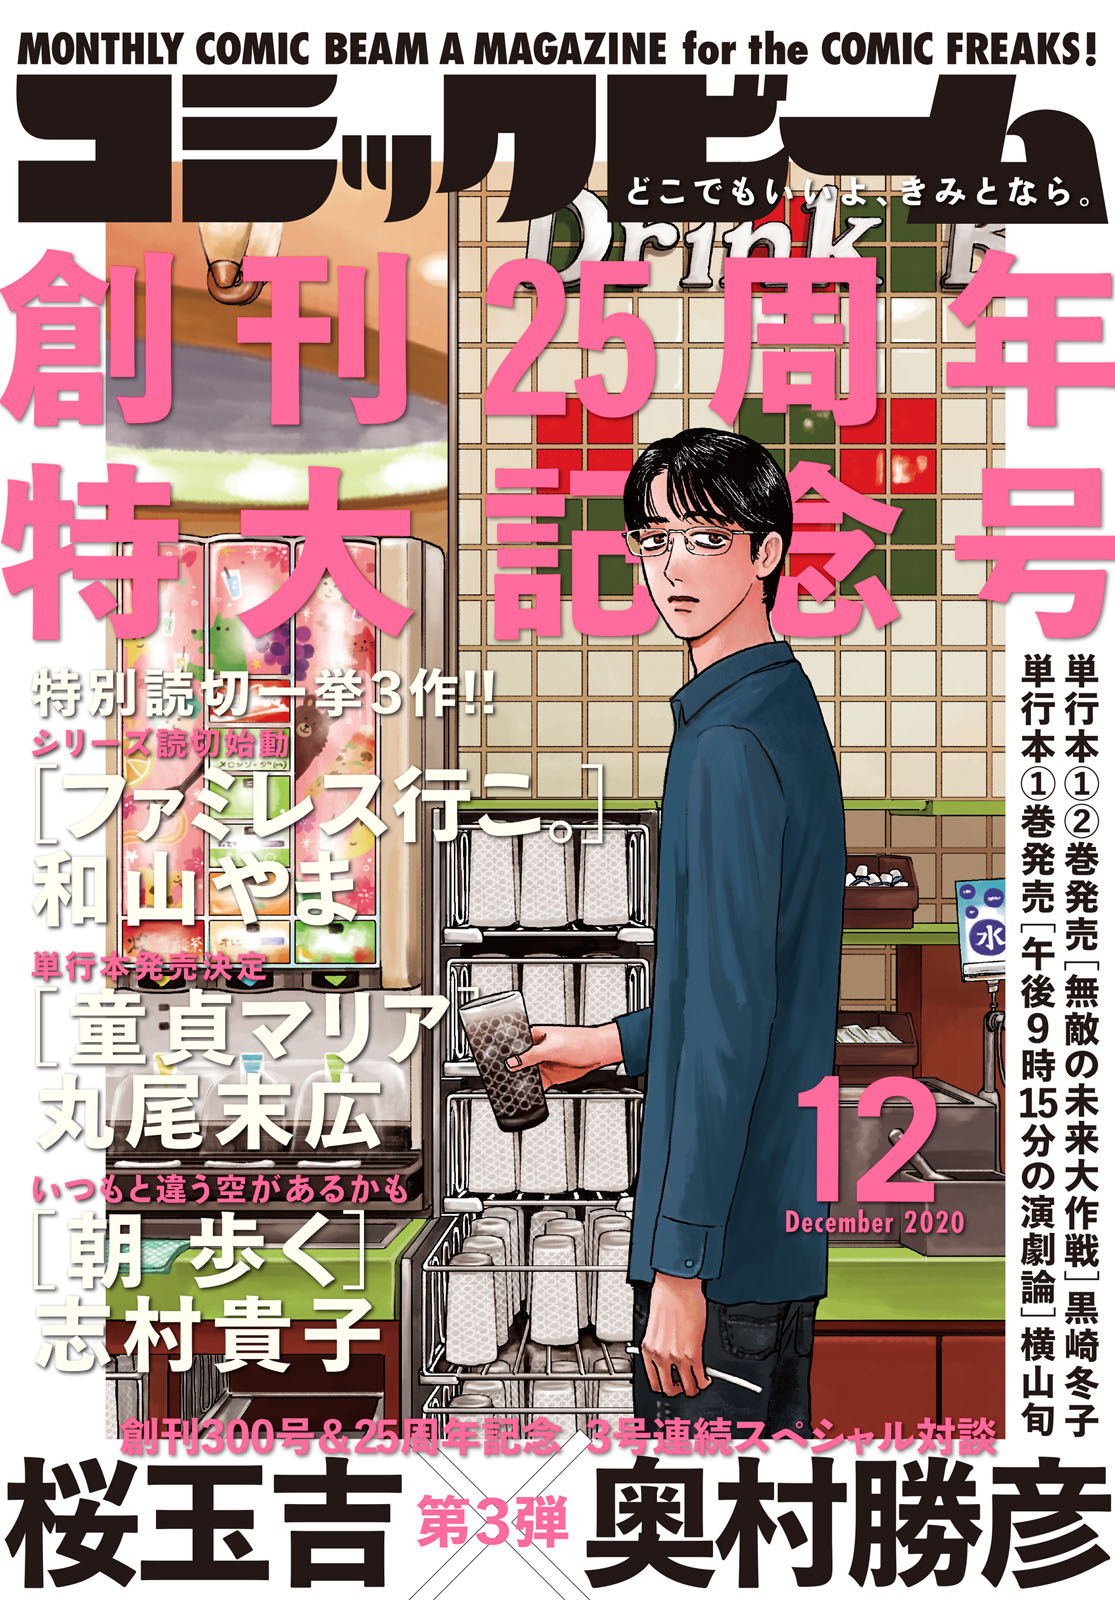 MONTHLY COMIC BEAM A MAGAZINE for the COMIC FREAKS!
コミックビーム
どこでもいいよ、きみとなら。
Drink B
創刊25周年
特大記念号
特別読切一挙3作!!
シリーズ読切始動
[ファミレス行こ。]
和山やま
単行本発売決定
[童貞マリア]
丸尾末広
いつもと違う空があるかも
[朝 歩く]
志村貴子
単行本①②巻発売[無敵の未来大作戦]黒崎冬子
単行本①巻発売[午後9時15分の演劇論]横山旬
メロンソーダ
水
12
December 2020
創刊300号&25周年記念 3号連続スペシャル対談
桜玉吉×奥村勝彦
第3弾